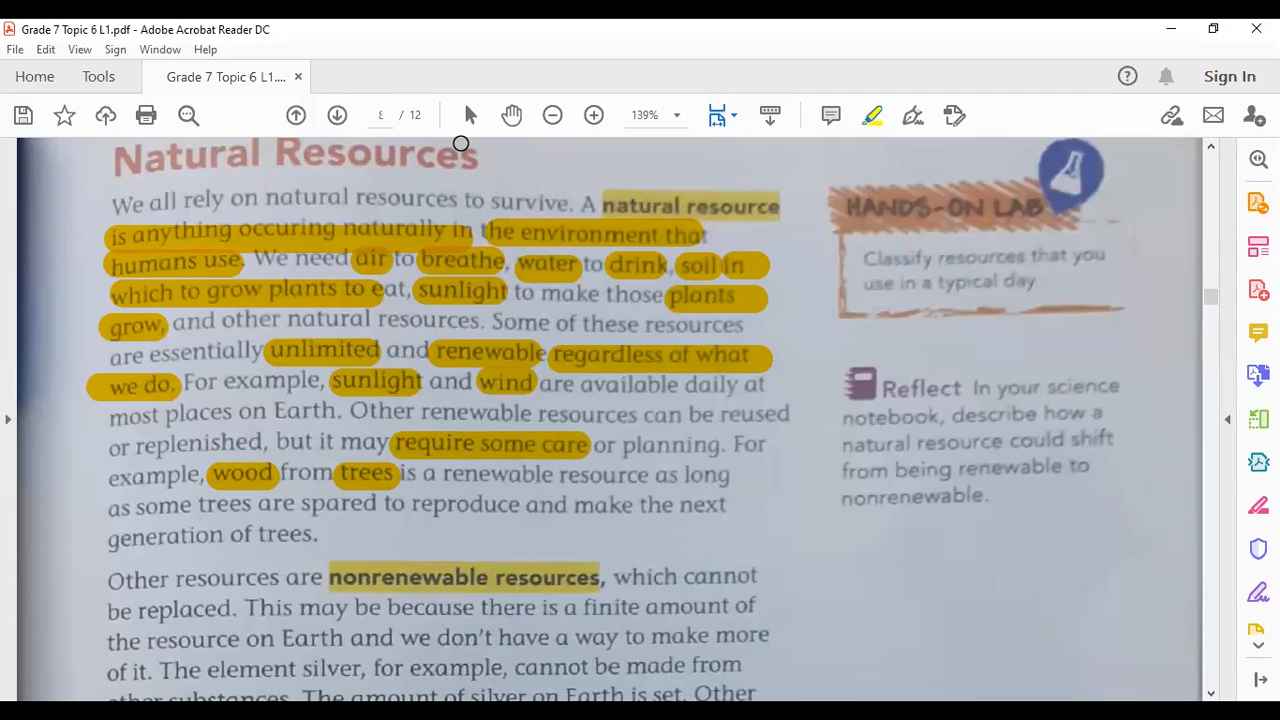 Grade 7 Topic 6 L1.pdf - Adobe Acrobat Reader DC
File Edit View Sign Window Help
Home Tools Grade 7 Topic 6 L1.... × Sign In
/ 12 139%
Natural Resources
We all rely on natural resources to survive. A natural resource
is anything occuring naturally in the environment that
humans use. We need air to breathe, water to drink, soil in
which to grow plants to eat, sunlight to make those plants
grow, and other natural resources. Some of these resources
are essentially unlimited and renewable regardless of what
we do. For example, sunlight and wind are available daily at
most places on Earth. Other renewable resources can be reused
or replenished, but it may require some care or planning. For
example, wood from trees is a renewable resource as long
as some trees are spared to reproduce and make the next
generation of trees.
Other resources are nonrenewable resources, which cannot
be replaced. This may be because there is a finite amount of
the resource on Earth and we don't have a way to make more
of it. The element silver, for example, cannot be made from
other substances. The amount of silver on Earth is set. Other
HANDS-ON LAB
Classify resources that you
use in a typical day.
Reflect In your science
notebook, describe how a
natural resource could shift
from being renewable to
nonrenewable.